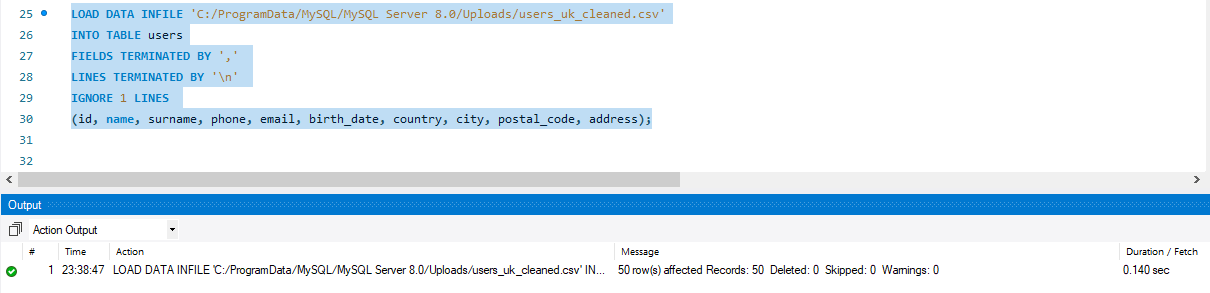 25 LOAD DATA INFILE 'C:/ProgramData/MySQL/MySQL Server 8.0/Uploads/users_uk_cleaned.csv'
26 INTO TABLE users
27 FIELDS TERMINATED BY ','
28 LINES TERMINATED BY '\n'
29 IGNORE 1 LINES
30 (id, name, surname, phone, email, birth_date, country, city, postal_code, address);
31
32
Output
Action Output
# Time Action Message Duration / Fetch
1 23:38:47 LOAD DATA INFILE 'C:/ProgramData/MySQL/MySQL Server 8.0/Uploads/users_uk_cleaned.csv' IN... 50 row(s) affected Records: 50 Deleted: 0 Skipped: 0 Warnings: 0 0.140 sec